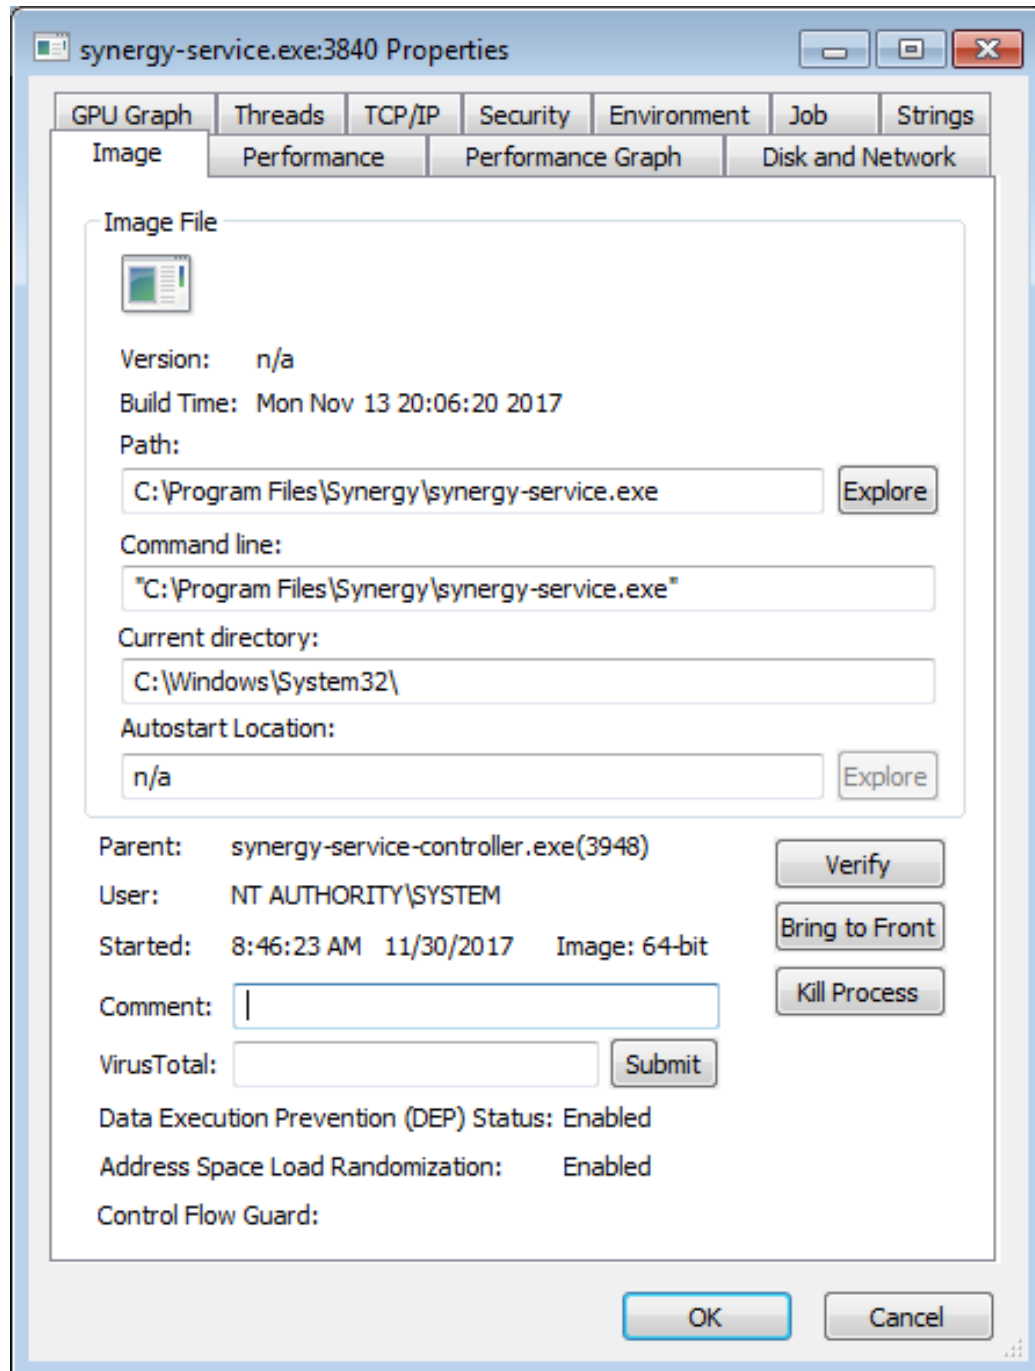 synergy-service.exe:3840 Properties
GPU Graph Threads TCP/IP Security Environment Job Strings
Image Performance Performance Graph Disk and Network
Image File
Version: n/a
Build Time: Mon Nov 13 20:06:20 2017
Path:
C:\Program Files\Synergy\synergy-service.exe Explore
Command line:
"C:\Program Files\Synergy\synergy-service.exe"
Current directory:
C:\Windows\System32\
Autostart Location:
n/a Explore
Parent: synergy-service-controller.exe(3948)
Verify
User: NT AUTHORITY\SYSTEM
Bring to Front
Started: 8:46:23 AM 11/30/2017 Image: 64-bit
Kill Process
Comment:
VirusTotal: Submit
Data Execution Prevention (DEP) Status: Enabled
Address Space Load Randomization: Enabled
Control Flow Guard:
OK Cancel